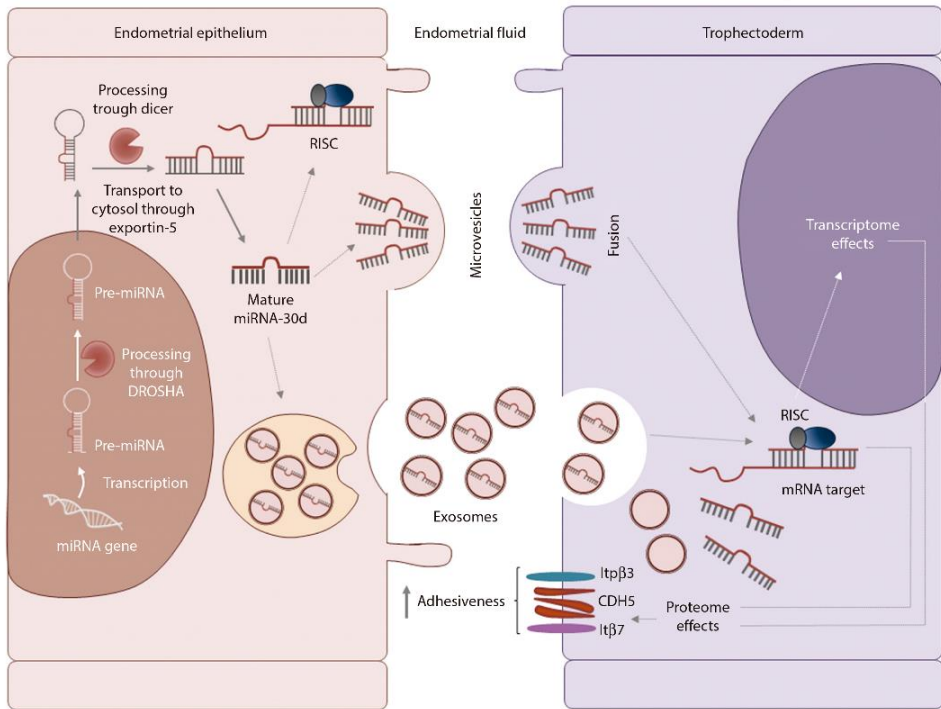 Endometrial epithelium
Endometrial fluid
Trophectoderm
Processing
trough dicer
RISC
Transport to
cytosol through
exportin-5
Microvesicles
Fusion
Transcriptome
effects
Pre-miRNA
Mature
miRNA-30d
Processing
through
DROSHA
RISC
Pre-miRNA
mRNA target
Transcription
Exosomes
miRNA gene
Itpβ3
Adhesiveness
CDH5
Proteome
effects
Itβ7